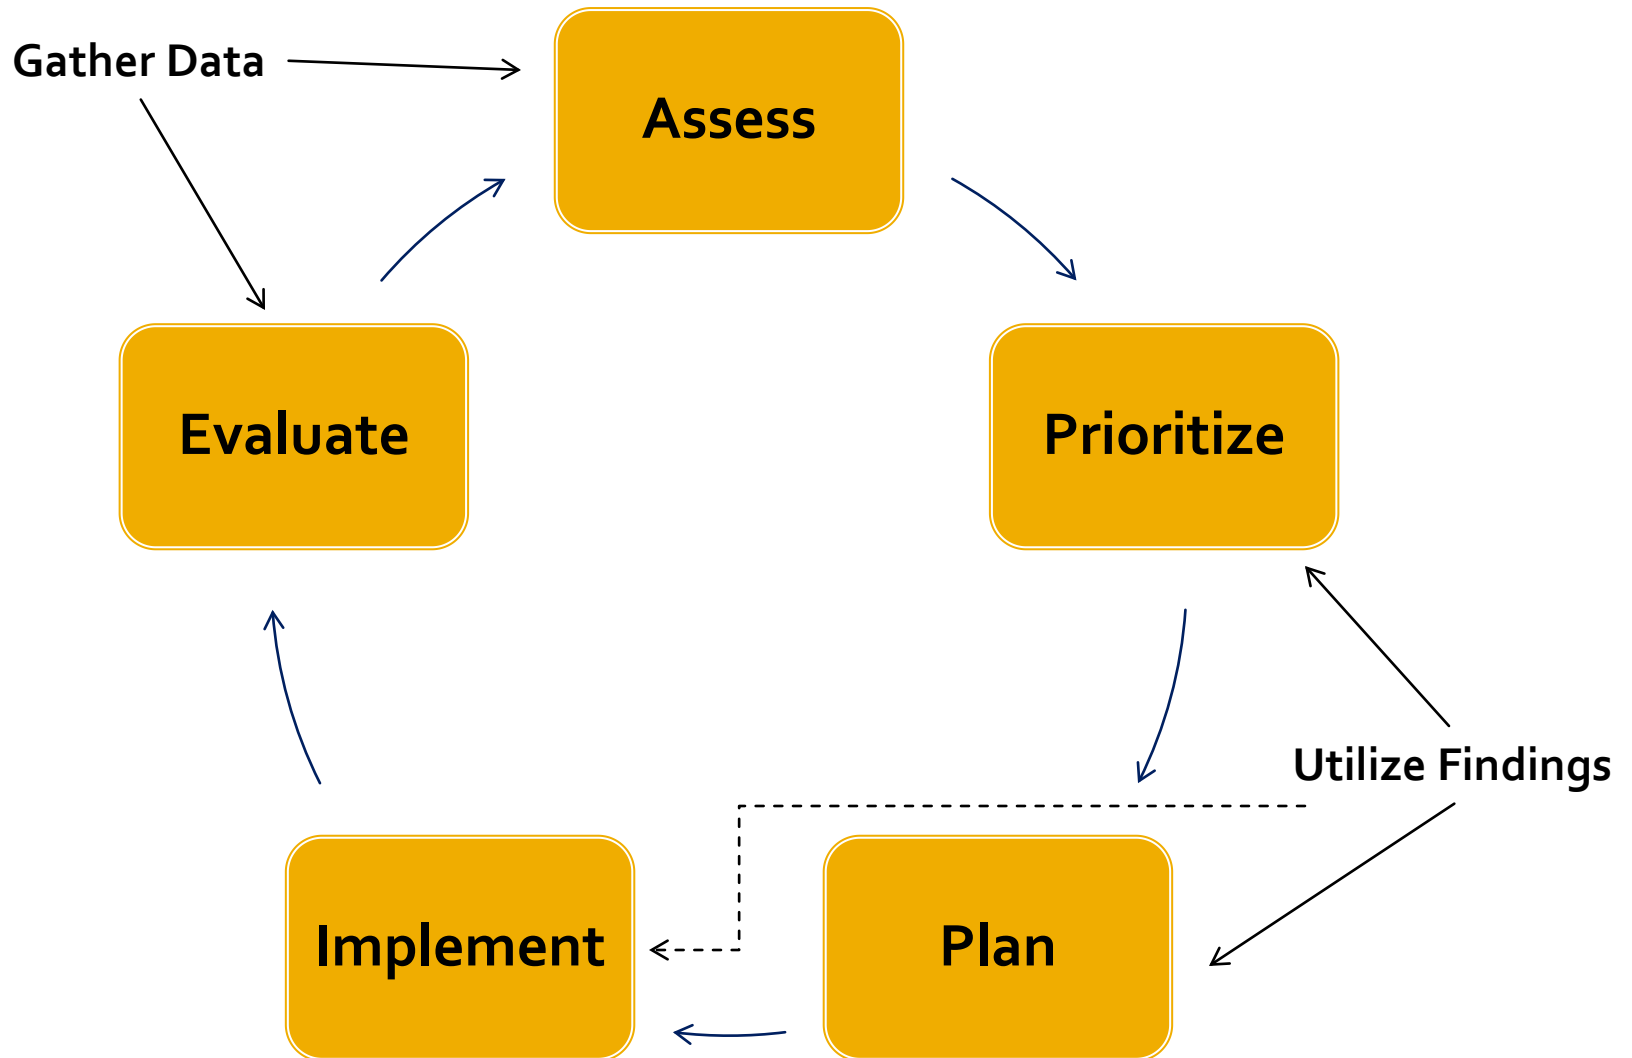 Gather Data
Assess
Evaluate
Prioritize
Utilize Findings
Implement
Plan